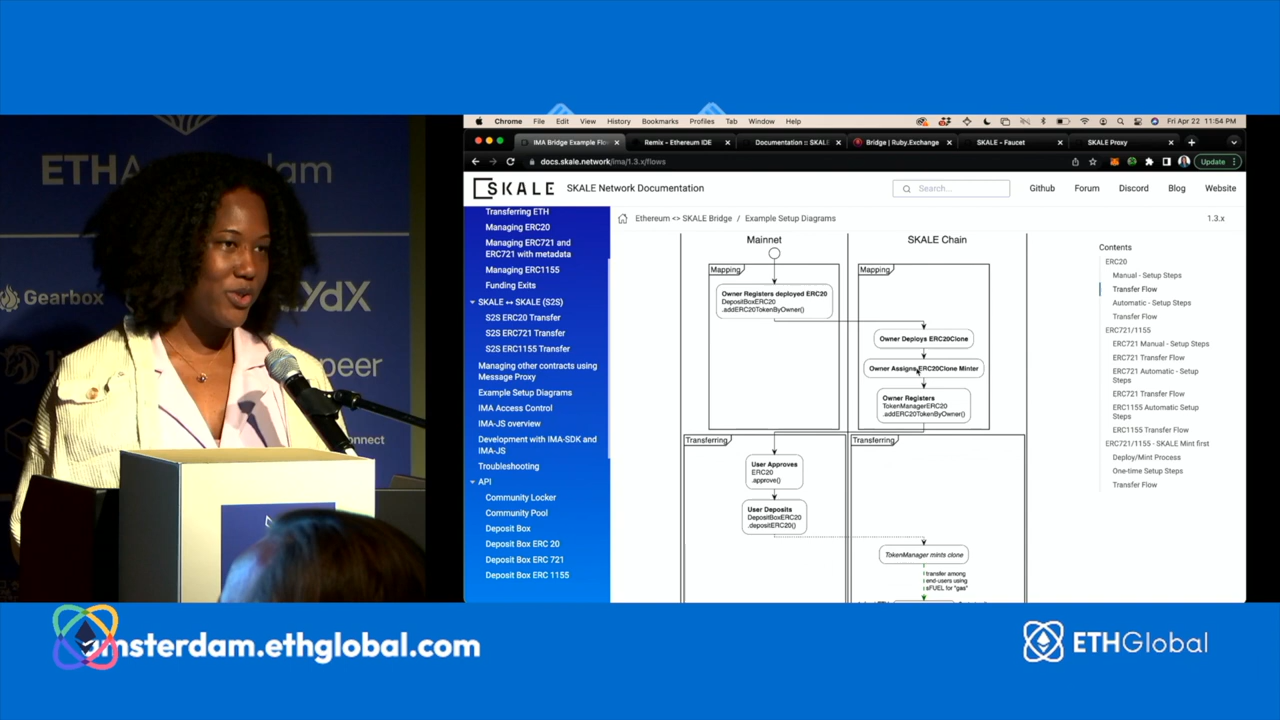 ETHA
dam
Gearbox
YdX
peer
onnect
Chrome File Edit View History Bookmarks Profiles Tab Window Help
Fri Apr 22 11:54 PM
IMA Bridge Example Flo
Remix - Ethereum IDE
Documentation :: SKAL
Bridge | Ruby.Exchange
SKALE - Faucet
SKALE Proxy
docs.skale.network/ima/1.3.x/flows
Update
SKALE
SKALE Network Documentation
Search...
Github
Forum
Discord
Blog
Website
Ethereum <> SKALE Bridge / Example Setup Diagrams
1.3.x
Transferring ETH
Managing ERC20
Managing ERC721 and
ERC721 with metadata
Managing ERC1155
Funding Exits
SKALE ↔ SKALE (S2S)
S2S ERC20 Transfer
S2S ERC721 Transfer
S2S ERC1155 Transfer
Managing other contracts using
Message Proxy
Example Setup Diagrams
IMA Access Control
IMA-JS overview
Development with IMA-SDK and
IMA-JS
Troubleshooting
API
Community Locker
Community Pool
Deposit Box
Deposit Box ERC 20
Deposit Box ERC 721
Deposit Box ERC 1155
Mainnet
SKALE Chain
Mapping
Mapping
Owner Registers deployed ERC20
DepositBoxERC20
.addERC20TokenByOwner()
Owner Deploys ERC20Clone
Owner Assigns ERC20Clone Minter
Owner Registers
TokenManagerERC20
.addERC20TokenByOwner()
Transferring
Transferring
User Approves
ERC20
.approve()
User Deposits
DepositBoxERC20
.depositERC20()
TokenManager mints clone
transfer among
end-users using
sFUEL for "gas"
Contents
ERC20
Manual - Setup Steps
Transfer Flow
Automatic - Setup Steps
Transfer Flow
ERC721/1155
ERC721 Manual - Setup Steps
ERC721 Transfer Flow
ERC721 Automatic - Setup
Steps
ERC721 Transfer Flow
ERC1155 Automatic - Setup
Steps
ERC1155 Transfer Flow
ERC721/1155 - SKALE Mint first
Deploy/Mint Process
One-time Setup Steps
Transfer Flow
amsterdam.ethglobal.com
ETHGlobal